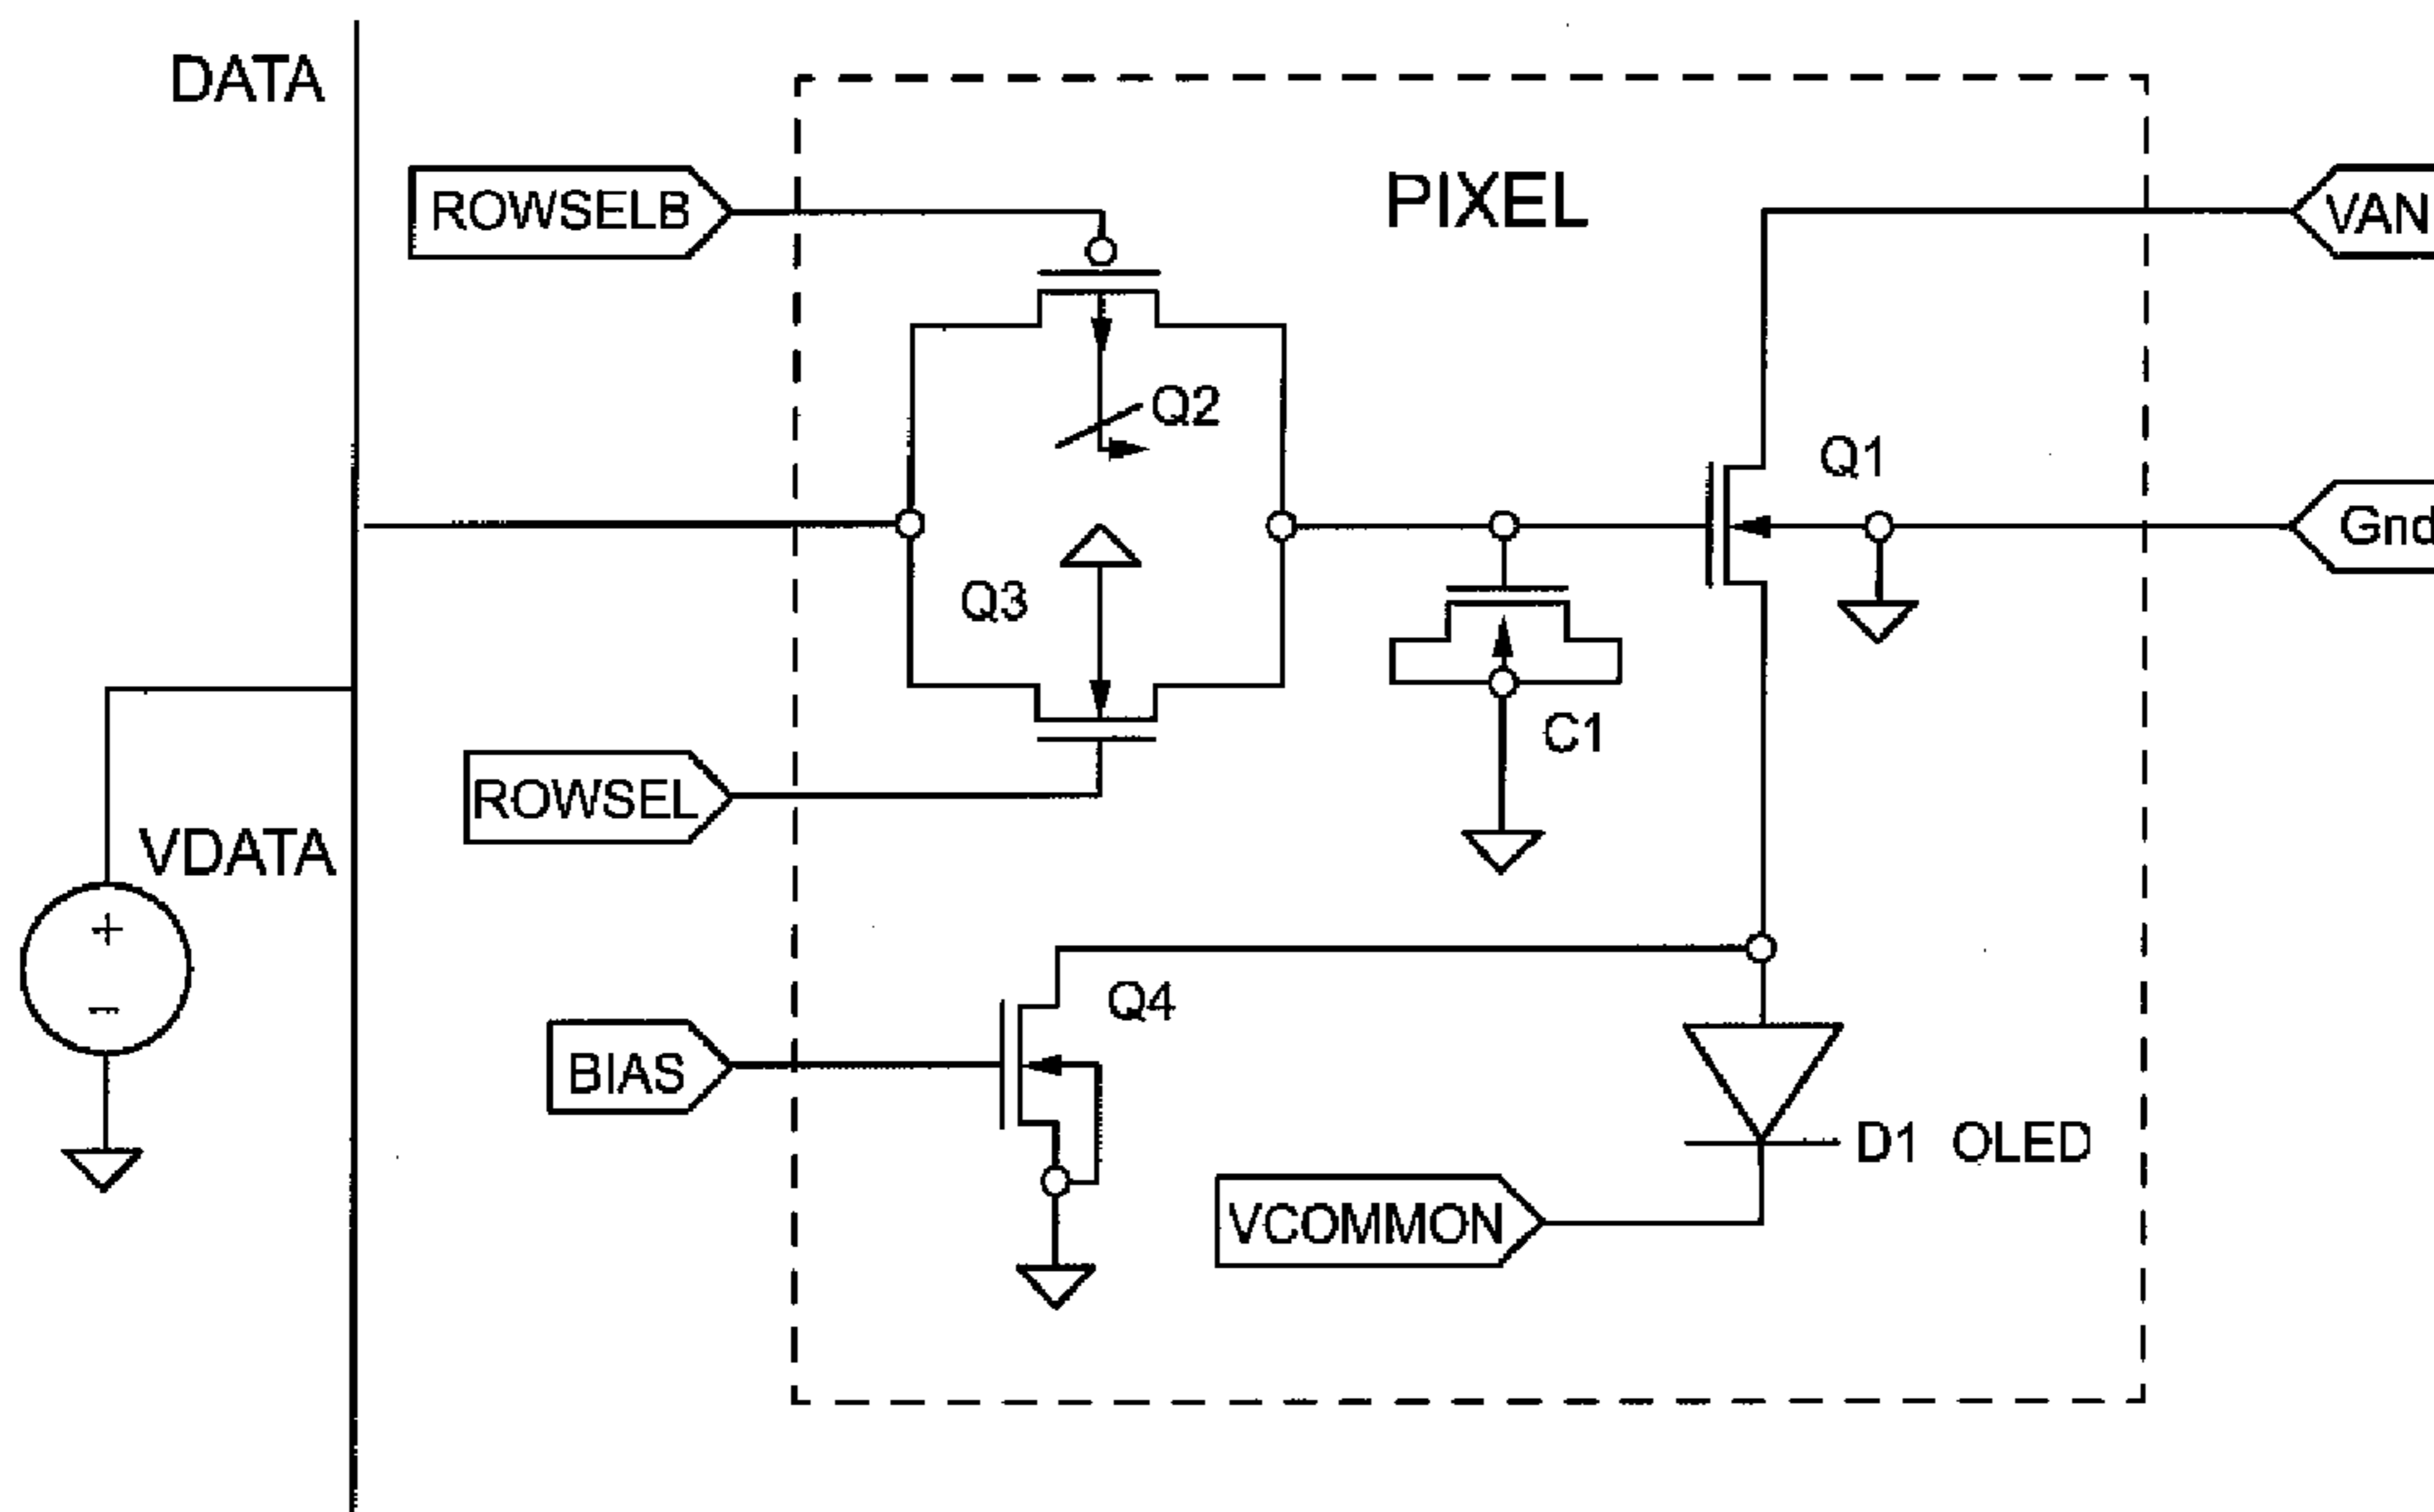 DATA
ROWSELB
PIXEL
VAN
Q2
Q1
Gnd
Q3
C1
ROWSEL
VDATA
+
−
Q4
BIAS
D1 OLED
VCOMMON